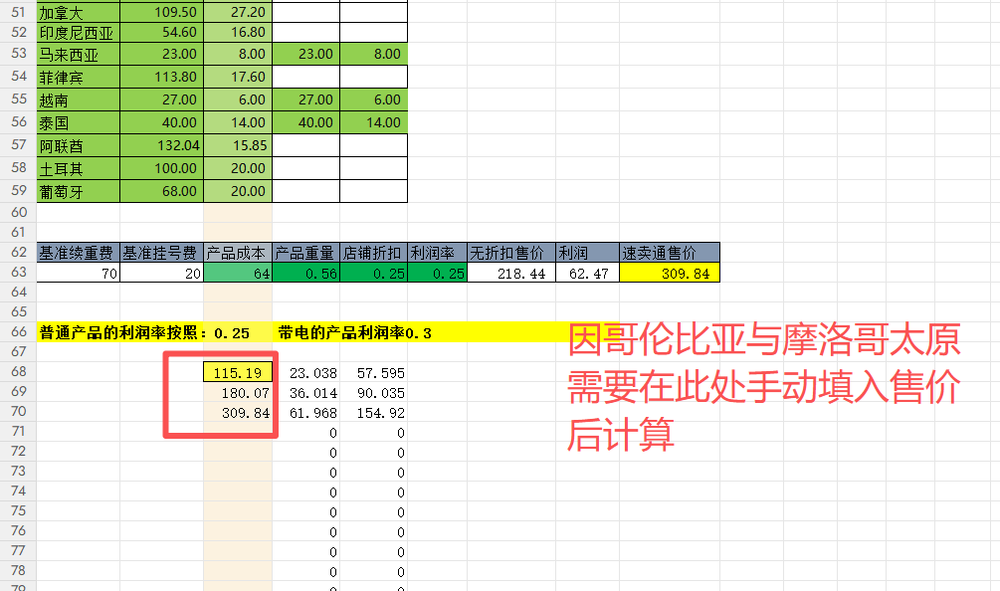 51 加拿大 109.50 27.20
52 印度尼西亚 54.60 16.80
53 马来西亚 23.00 8.00 23.00 8.00
54 菲律宾 113.80 17.60
55 越南 27.00 6.00 27.00 6.00
56 泰国 40.00 14.00 40.00 14.00
57 阿联酋 132.04 15.85
58 土耳其 100.00 20.00
59 葡萄牙 68.00 20.00
60
61
62 基准续重费 基准挂号费 产品成本 产品重量 店铺折扣 利润率 无折扣售价 利润 速卖通售价
63 70 20 64 0.56 0.25 0.25 218.44 62.47 309.84
64
65
66 普通产品的利润率按照：0.25 带电的产品利润率0.3
67
68 115.19 23.038 57.595
69 180.07 36.014 90.035
70 309.84 61.968 154.92
71 0 0
72 0 0
73 0 0
74 0 0
75 0 0
76 0 0
77 0 0
78 0 0
79
因哥伦比亚与摩洛哥太原
需要在此处手动填入售价
后计算